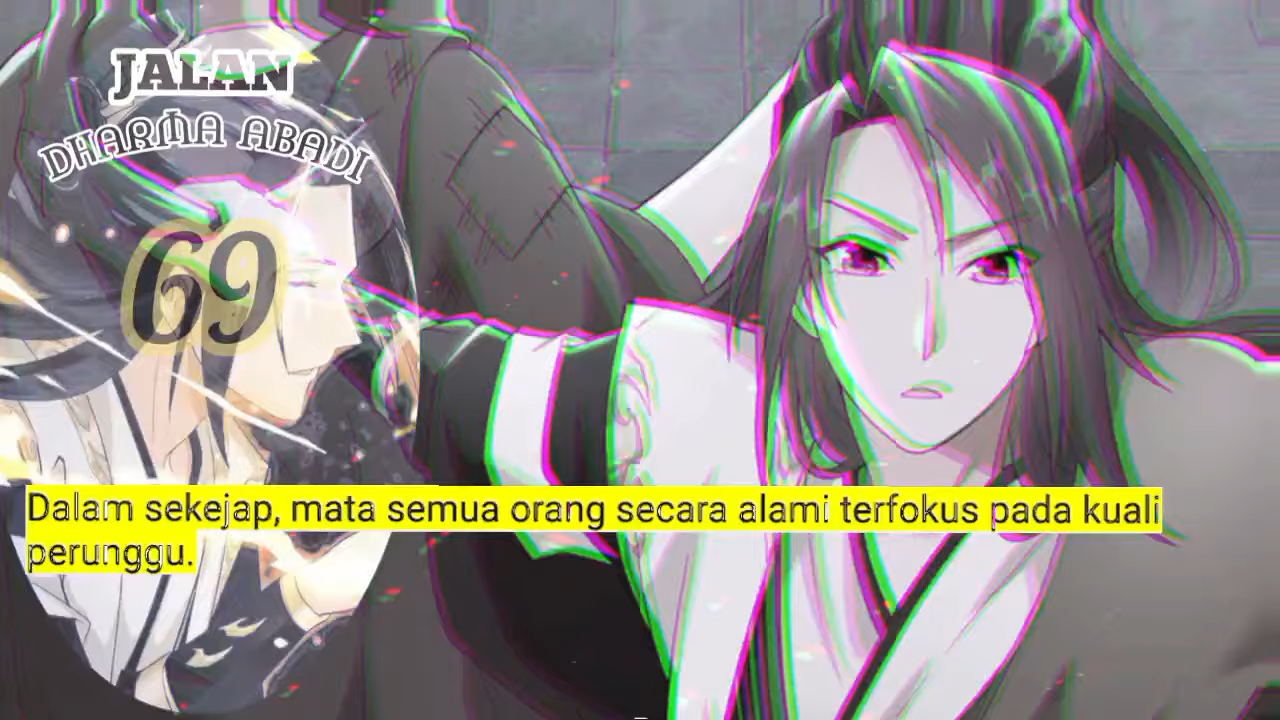 JALAN
DHARMA ABADI
69
Dalam sekejap, mata semua orang secara alami terfokus pada kuali
perunggu.